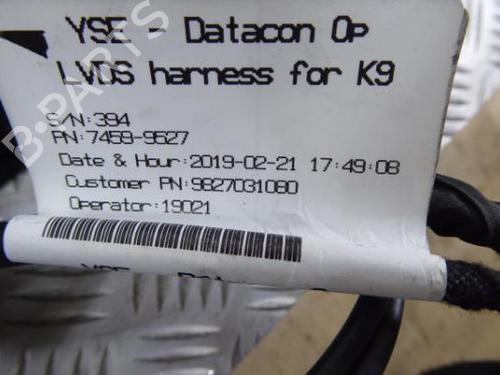 YSE - Datacon Op
LVDS harness for K9
S/N:394
PN:7459-9527
Date & Hour:2019-02-21 17:49:08
Customer PN:9827031080
Operator:19021
B-PARTS